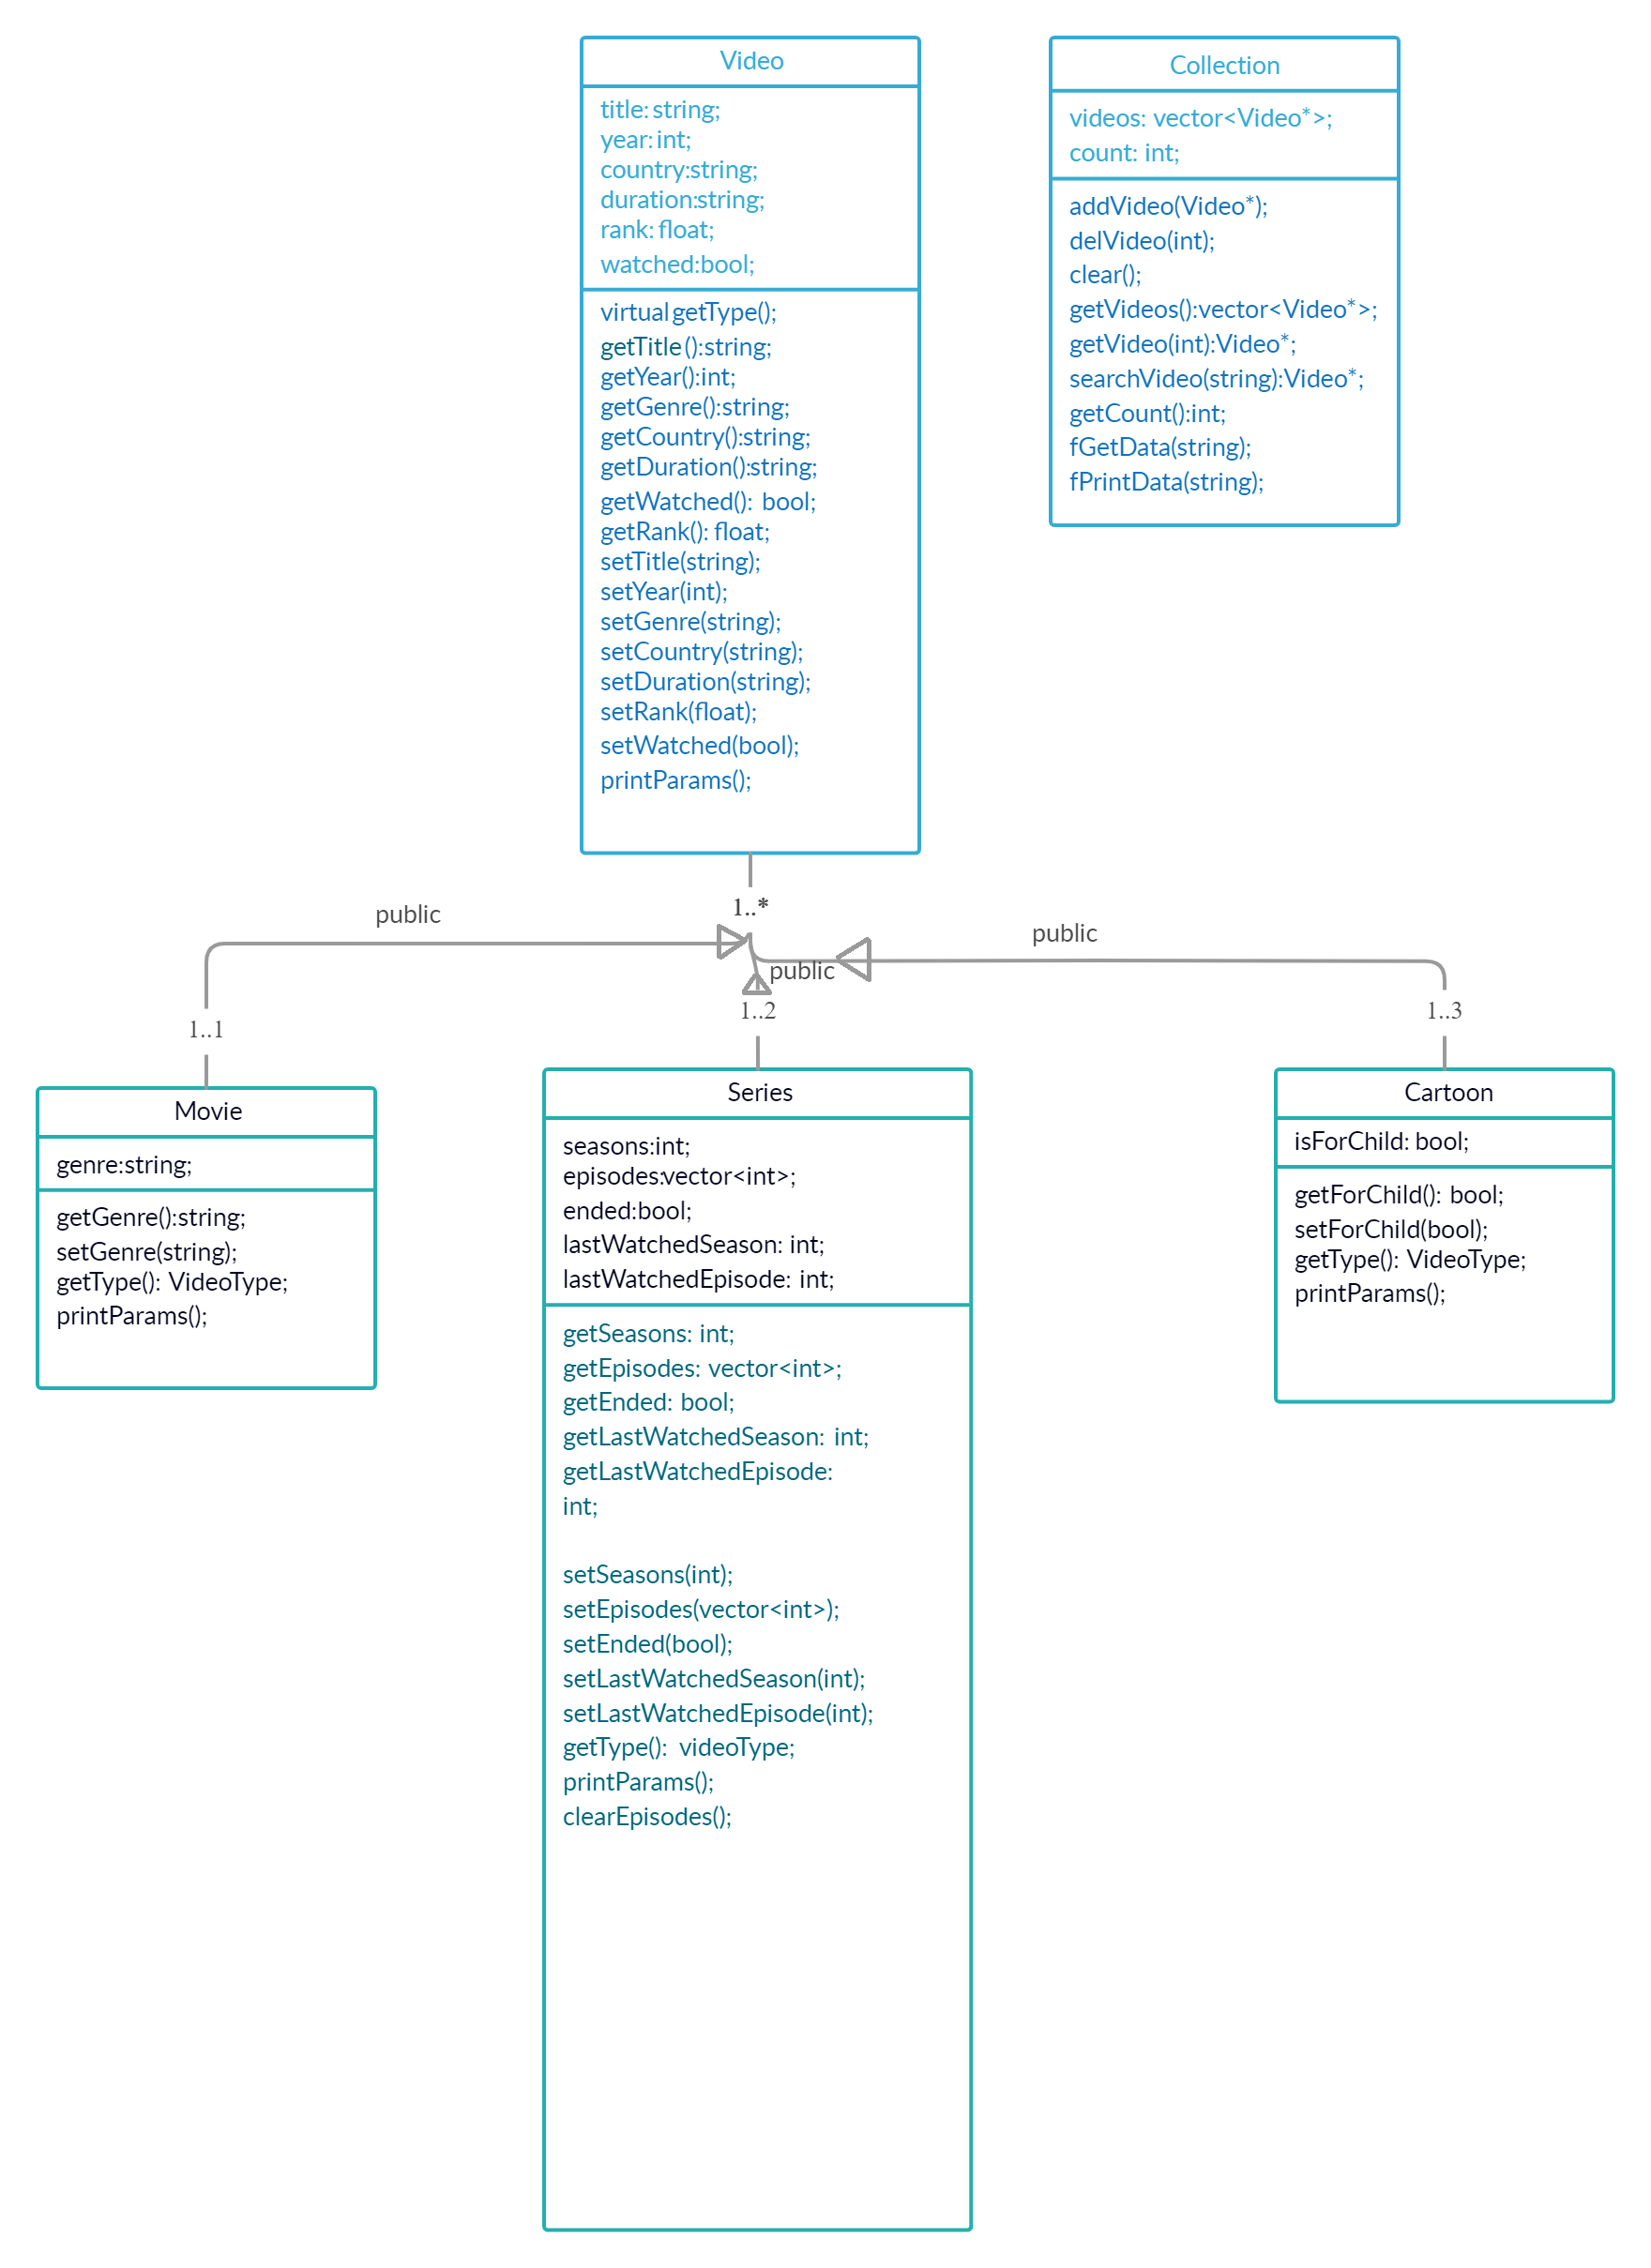 Video
title: string;
year: int;
country:string;
duration:string;
rank: float;
watched:bool;
virtual getType();
getTitle():string;
getYear():int;
getGenre():string;
getCountry():string;
getDuration():string;
getWatched(): bool;
getRank(): float;
setTitle(string);
setYear(int);
setGenre(string);
setCountry(string);
setDuration(string);
setRank(float);
setWatched(bool);
printParams();
Collection
videos: vector<Video*>;
count: int;
addVideo(Video*);
delVideo(int);
clear();
getVideos():vector<Video*>;
getVideo(int):Video*;
searchVideo(string):Video*;
getCount():int;
fGetData(string);
fPrintData(string);
1..*
public
public
public
1..1
1..2
1..3
Movie
genre:string;
getGenre():string;
setGenre(string);
getType(): VideoType;
printParams();
Series
seasons:int;
episodes:vector<int>;
ended:bool;
lastWatchedSeason: int;
lastWatchedEpisode: int;
getSeasons: int;
getEpisodes: vector<int>;
getEnded: bool;
getLastWatchedSeason: int;
getLastWatchedEpisode:
int;
setSeasons(int);
setEpisodes(vector<int>);
setEnded(bool);
setLastWatchedSeason(int);
setLastWatchedEpisode(int);
getType(): videoType;
printParams();
clearEpisodes();
Cartoon
isForChild: bool;
getForChild(): bool;
setForChild(bool);
getType(): VideoType;
printParams();